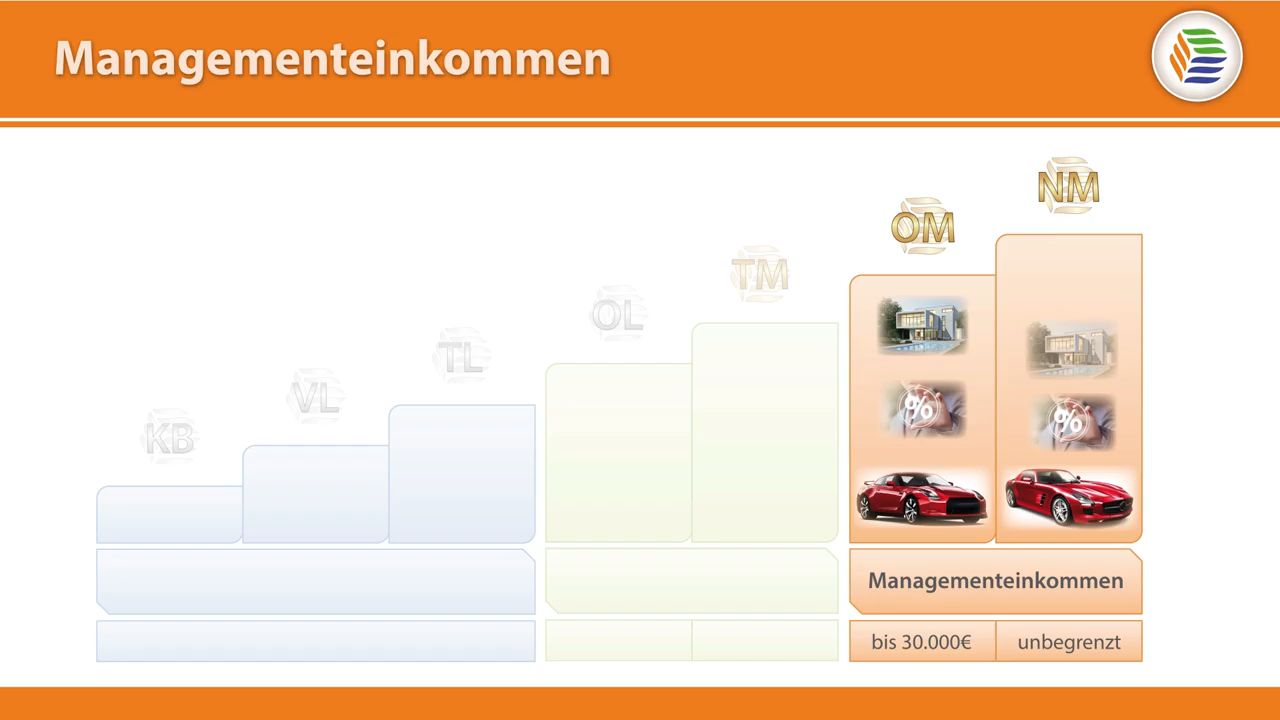 Managementeinkommen
NM
OM
TM
OL
TL
VL
KB
%
%
Managementeinkommen
bis 30.000€
unbegrenzt